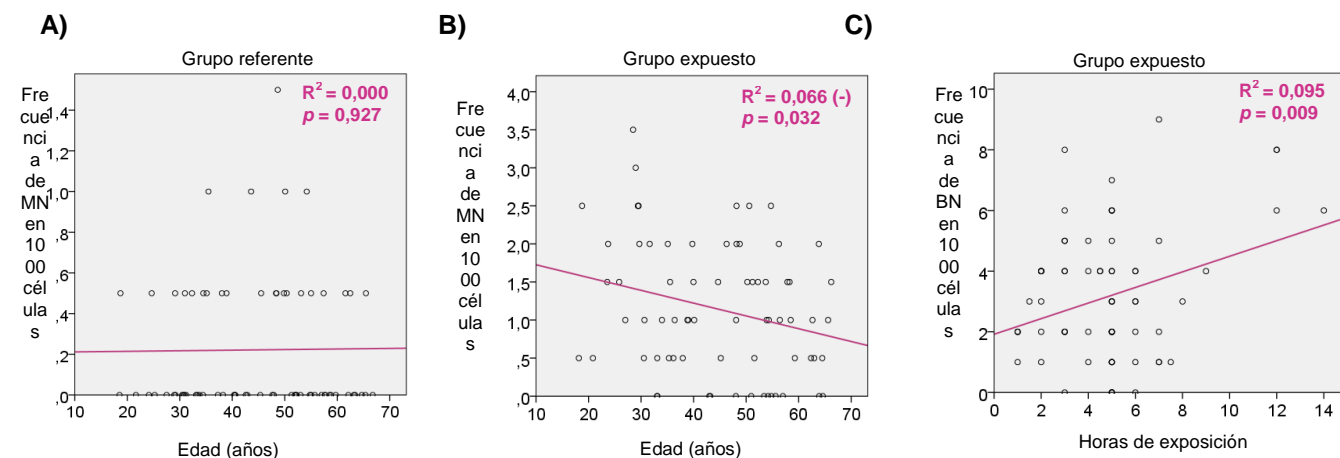 A)
Grupo referente
R² = 0,000
p = 0,927
Fre
cue
nci
a
de
MN
en
10
00
cél
ula
s
1,4
1,2
1,0
,8
,6
,4
,2
,0
10 20 30 40 50 60 70
Edad (años)
B)
Grupo expuesto
R² = 0,066 (-)
p = 0,032
Fre
cue
nci
a
de
MN
en
10
00
cél
ula
s
4,0
3,5
3,0
2,5
2,0
1,5
1,0
,5
,0
10 20 30 40 50 60 70
Edad (años)
C)
Grupo expuesto
R² = 0,095
p = 0,009
Fre
cue
nci
a
de
BN
en
10
00
cél
ula
s
10
8
6
4
2
0
0 2 4 6 8 10 12 14
Horas de exposición